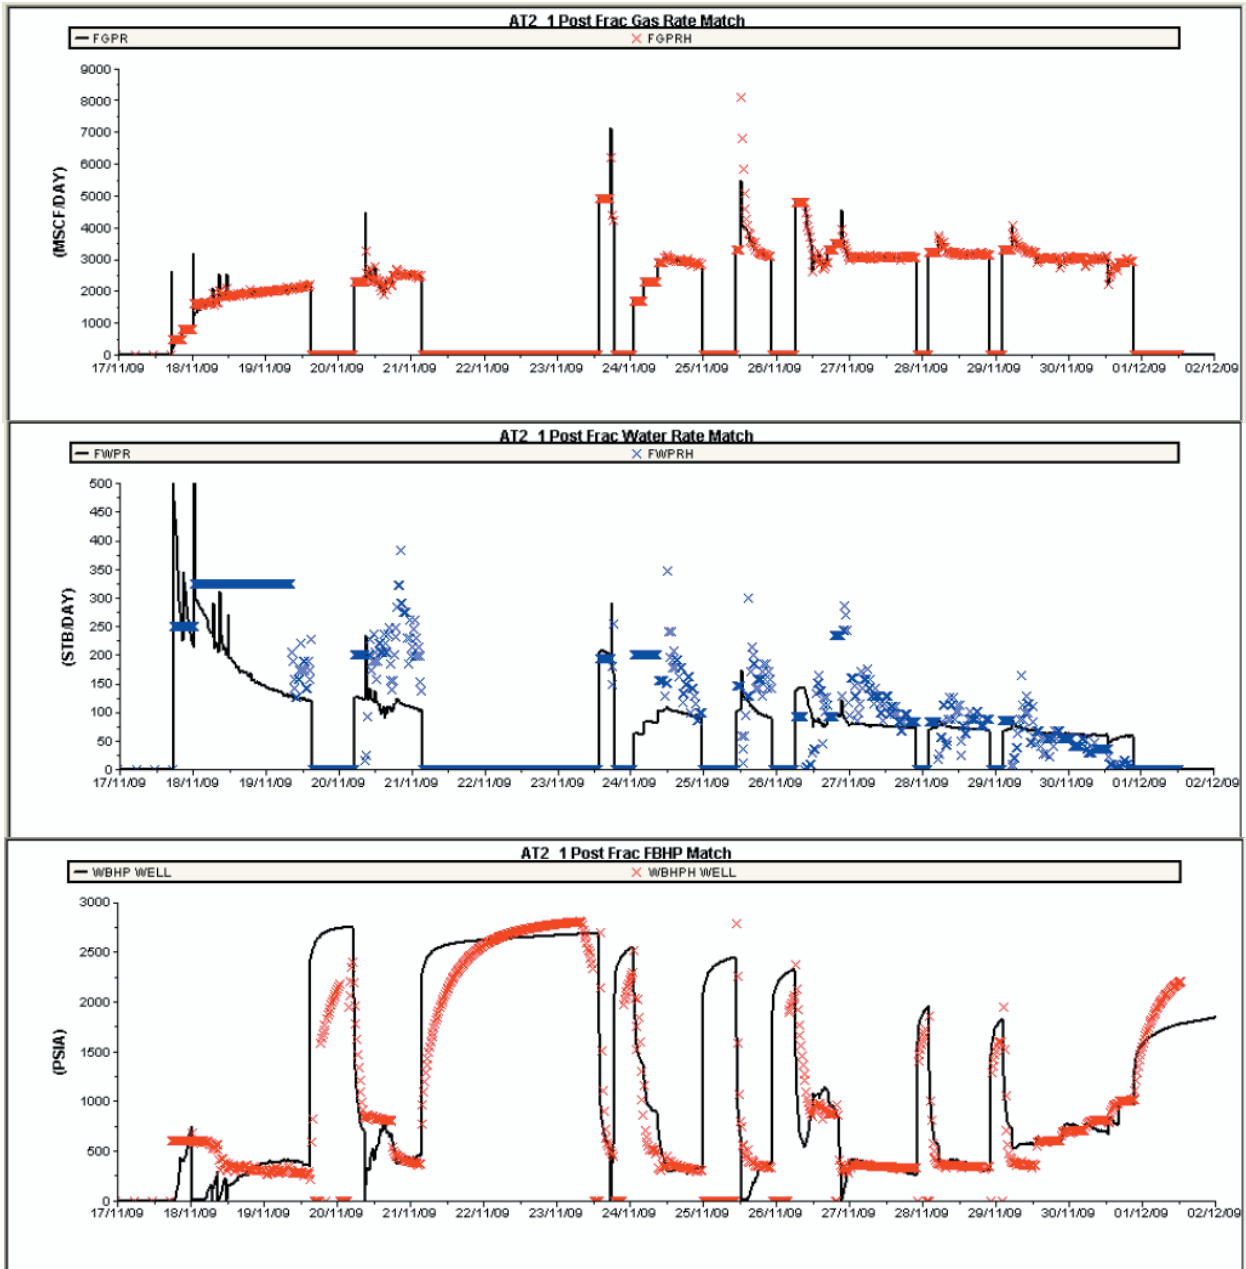 AT2_1 Post Frac Gas Rate Match
FGPR FGPRH
9000
8000
7000
6000
5000
4000
3000
2000
1000
0
(MSCF/DAY)
17/11/09 18/11/09 19/11/09 20/11/09 21/11/09 22/11/09 23/11/09 24/11/09 25/11/09 26/11/09 27/11/09 28/11/09 29/11/09 30/11/09 01/12/09 02/12/09
AT2_1 Post Frac Water Rate Match
FWPR FWPRH
500
450
400
350
300
250
200
150
100
50
0
(STB/DAY)
17/11/09 18/11/09 19/11/09 20/11/09 21/11/09 22/11/09 23/11/09 24/11/09 25/11/09 26/11/09 27/11/09 28/11/09 29/11/09 30/11/09 01/12/09 02/12/09
AT2_1 Post Frac FBHP Match
WBHP WELL WBHPH WELL
3000
2500
2000
1500
1000
500
0
(PSIA)
17/11/09 18/11/09 19/11/09 20/11/09 21/11/09 22/11/09 23/11/09 24/11/09 25/11/09 26/11/09 27/11/09 28/11/09 29/11/09 30/11/09 01/12/09 02/12/09